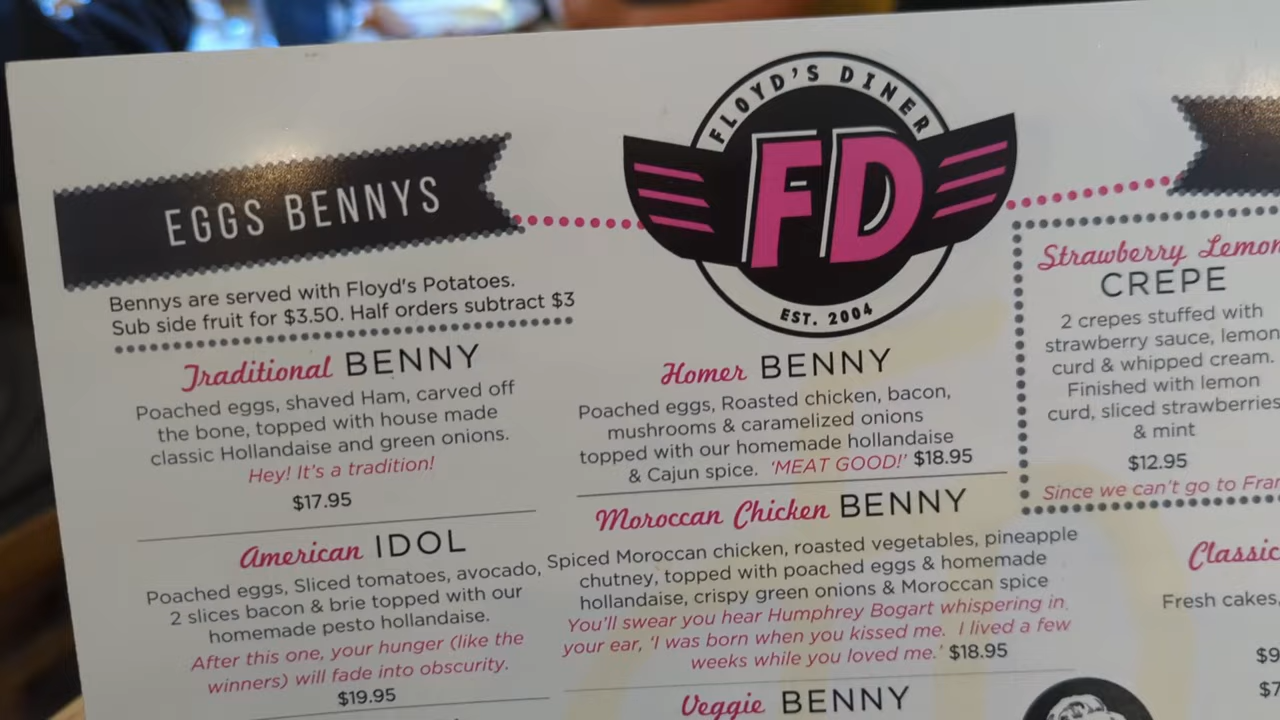 FLOYD'S DINER
FD
EST. 2004
EGGS BENNYS
Bennys are served with Floyd's Potatoes.
Sub side fruit for $3.50. Half orders subtract $3
Traditional BENNY
Poached eggs, shaved Ham, carved off
the bone, topped with house made
classic Hollandaise and green onions.
Hey! It's a tradition!
$17.95
American IDOL
Poached eggs, Sliced tomatoes, avocado,
2 slices bacon & brie topped with our
homemade pesto hollandaise.
After this one, your hunger (like the
winners) will fade into obscurity.
$19.95
Homer BENNY
Poached eggs, Roasted chicken, bacon,
mushrooms & caramelized onions
topped with our homemade hollandaise
& Cajun spice. 'MEAT GOOD!' $18.95
Moroccan Chicken BENNY
Spiced Moroccan chicken, roasted vegetables, pineapple
chutney, topped with poached eggs & homemade
hollandaise, crispy green onions & Moroccan spice
You'll swear you hear Humphrey Bogart whispering in
your ear, 'I was born when you kissed me. I lived a few
weeks while you loved me.' $18.95
Veggie BENNY
Strawberry Lemon
CREPE
2 crepes stuffed with
strawberry sauce, lemon
curd & whipped cream.
Finished with lemon
curd, sliced strawberries
& mint
$12.95
Since we can't go to
Classic
Fresh cakes,